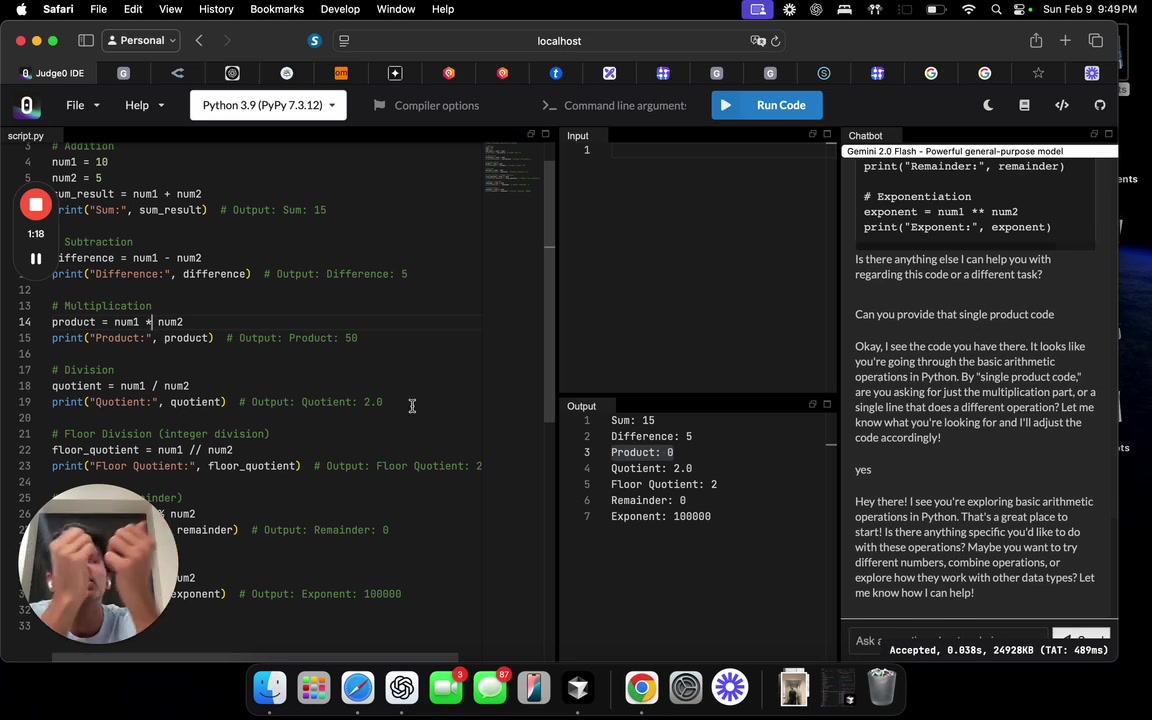 Safari File Edit View History Bookmarks Develop Window Help Sun Feb 9 9:49 PM
Personal localhost
Judge0 IDE
File Help Python 3.9 (PyPy 7.3.12) Compiler options Command line arguments Run Code
script.py
3 # Addition
4 num1 = 10
5 num2 = 5
sum_result = num1 + num2
print("Sum:", sum_result) # Output: Sum: 15
1:18
Subtraction
difference = num1 - num2
print("Difference:", difference) # Output: Difference: 5
12
13 # Multiplication
14 product = num1 * num2
15 print("Product:", product) # Output: Product: 50
16
17 # Division
18 quotient = num1 / num2
19 print("Quotient:", quotient) # Output: Quotient: 2.0
20
21 # Floor Division (integer division)
22 floor_quotient = num1 // num2
23 print("Floor Quotient:", floor_quotient) # Output: Floor Quotient: 2
24
25 ainder)
26 % num2
remainder) # Output: Remainder: 0
num2
exponent) # Output: Exponent: 100000
32
33
Input
1
Output
1 Sum: 15
2 Difference: 5
3 Product: 0
4 Quotient: 2.0
5 Floor Quotient: 2
6 Remainder: 0
7 Exponent: 100000
Chatbot
Gemini 2.0 Flash - Powerful general-purpose model
print("Remainder:", remainder)
# Exponentiation
exponent = num1 ** num2
print("Exponent:", exponent)
Is there anything else I can help you with
regarding this code or a different task?
Can you provide that single product code
Okay, I see the code you have there. It looks like
you're going through the basic arithmetic
operations in Python. By "single product code,"
are you asking for just the multiplication part, or a
single line that does a different operation? Let me
know what you're looking for and I'll adjust the
code accordingly!
yes
Hey there! I see you're exploring basic arithmetic
operations in Python. That's a great place to
start! Is there anything specific you'd like to do
with these operations? Maybe you want to try
different numbers, combine operations, or
explore how they work with other data types? Let
me know how I can help!
Accepted, 0.038s, 24928KB (TAT: 489ms)
3 87